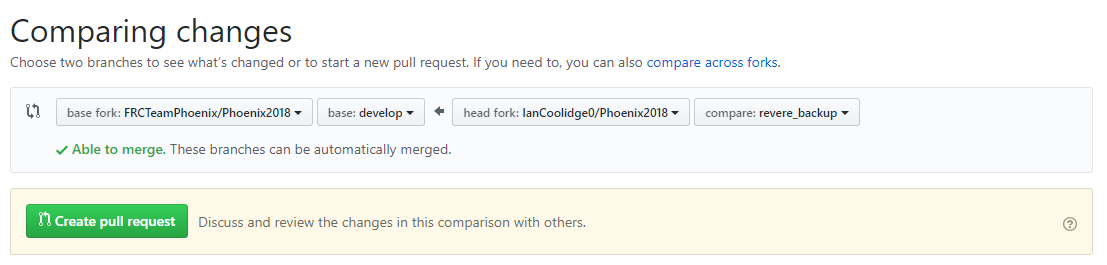 Comparing changes
Choose two branches to see what's changed or to start a new pull request. If you need to, you can also compare across forks.
base fork: FRCTeamPhoenix/Phoenix2018 base: develop head fork: IanCoolidge0/Phoenix2018 compare: revere_backup
Able to merge. These branches can be automatically merged.
Create pull request Discuss and review the changes in this comparison with others.